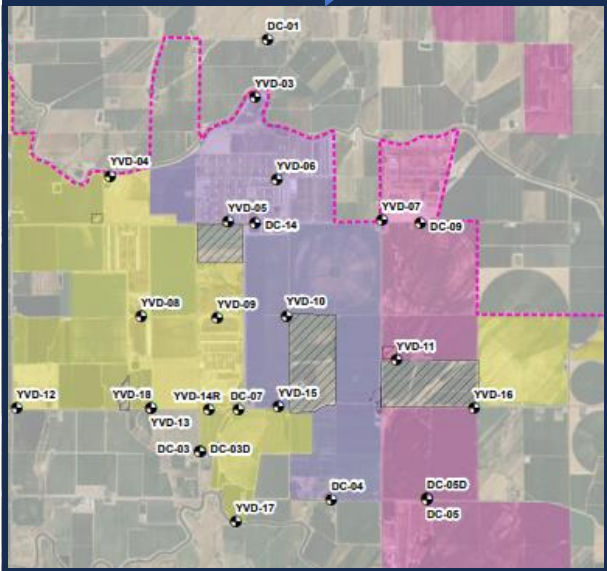 DC-01
YVD-03
YVD-04
YVD-06
YVD-05
DC-14
YVD-07
DC-09
YVD-08
YVD-09
YVD-10
YVD-11
YVD-12
YVD-18
YVD-13
YVD-14R
DC-07
YVD-15
YVD-16
DC-03
DC-03D
DC-04
DC-05D
DC-05
YVD-17